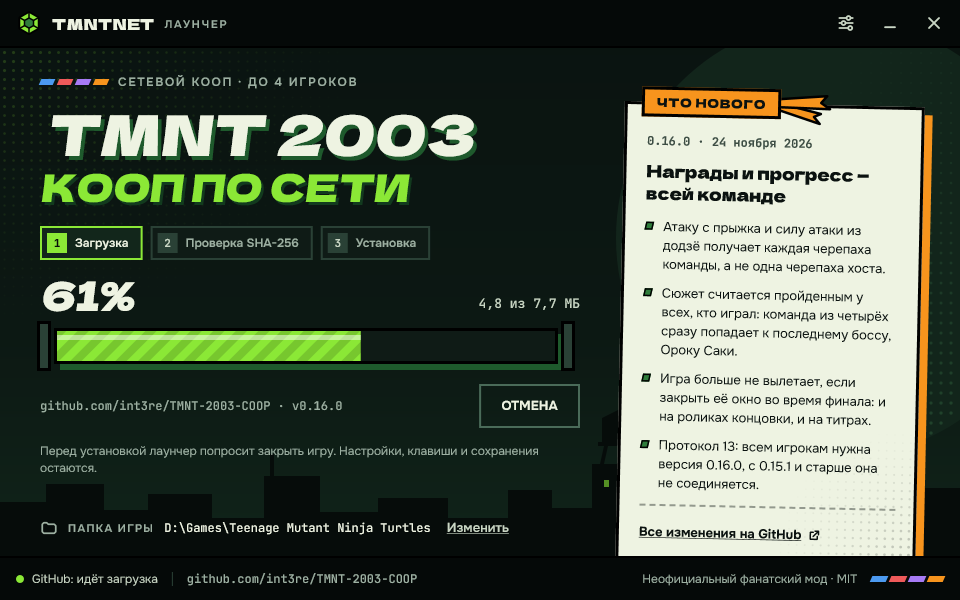 TMNTNET ЛАУНЧЕР
СЕТЕВОЙ КООП · ДО 4 ИГРОКОВ
TMNT 2003
КООП ПО СЕТИ
1 Загрузка
2 Проверка SHA-256
3 Установка
61%
4,8 из 7,7 МБ
github.com/int3re/TMNT-2003-COOP · v0.16.0
ОТМЕНА
Перед установкой лаунчер попросит закрыть игру. Настройки, клавиши и сохранения
остаются.
ПАПКА ИГРЫ D:\Games\Teenage Mutant Ninja Turtles Изменить
ЧТО НОВОГО
0.16.0 · 24 ноября 2026
Награды и прогресс —
всей команде
Атаку с прыжка и силу атаки из
додзё получает каждая черепаха
команды, а не одна черепаха хоста.
Сюжет считается пройденным у
всех, кто играл: команда из четырёх
сразу попадает к последнему боссу,
Ороку Саки.
Игра больше не вылетает, если
закрыть её окно во время финала: и
на роликах концовки, и на титрах.
Протокол 13: всем игрокам нужна
версия 0.16.0, с 0.15.1 и старше она
не соединяется.
Все изменения на GitHub
GitHub: идёт загрузка
github.com/int3re/TMNT-2003-COOP
Неофициальный фанатский мод · MIT